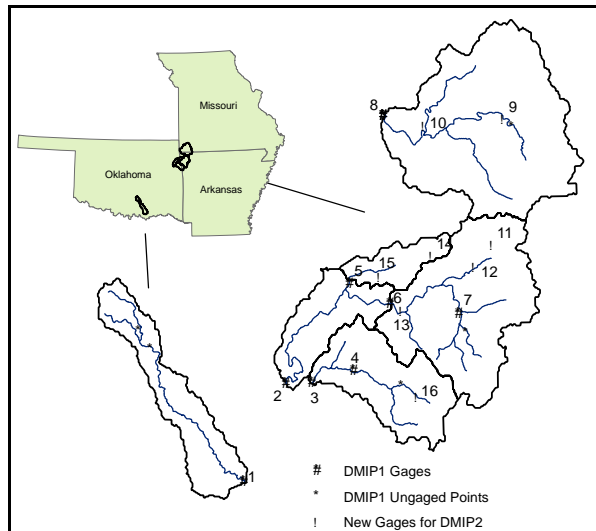 Missouri
8
9
10
Oklahoma
Arkansas
11
14
15
12
5
6
7
13
4
16
2
3
1
# DMIP1 Gages
* DMIP1 Ungaged Points
! New Gages for DMIP2